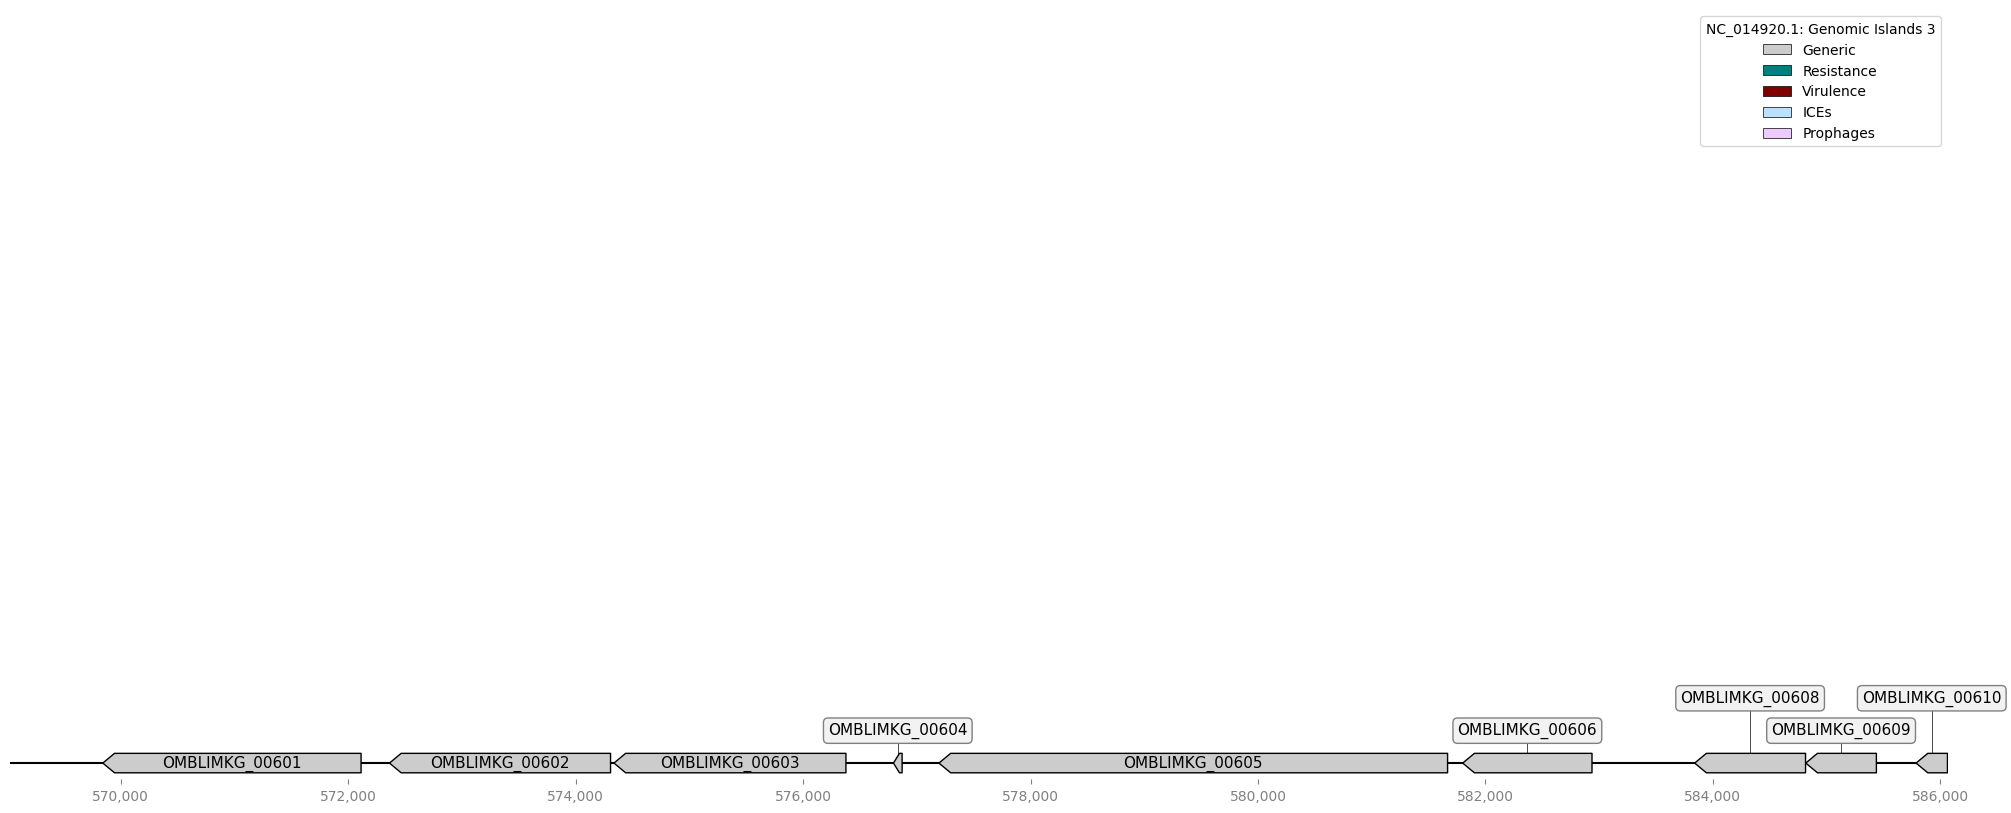 NC_014920.1: Genomic Islands 3
Generic
Resistance
Virulence
ICEs
Prophages
OMBLIMKG_00608
OMBLIMKG_00610
OMBLIMKG_00604
OMBLIMKG_00606
OMBLIMKG_00609
OMBLIMKG_00601
OMBLIMKG_00602
OMBLIMKG_00603
OMBLIMKG_00605
570,000
572,000
574,000
576,000
578,000
580,000
582,000
584,000
586,000